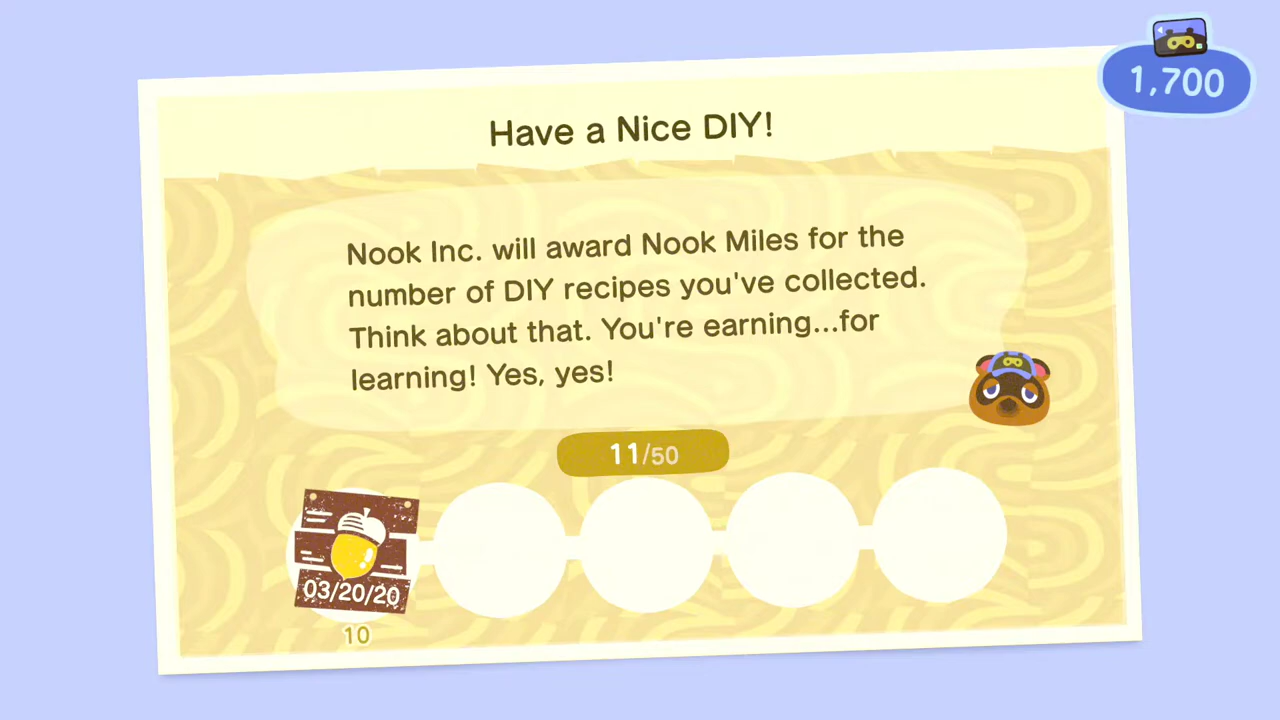 1,700
Have a Nice DIY!
Nook Inc. will award Nook Miles for the
number of DIY recipes you've collected.
Think about that. You're earning...for
learning! Yes, yes!
11/50
03/20/20
10